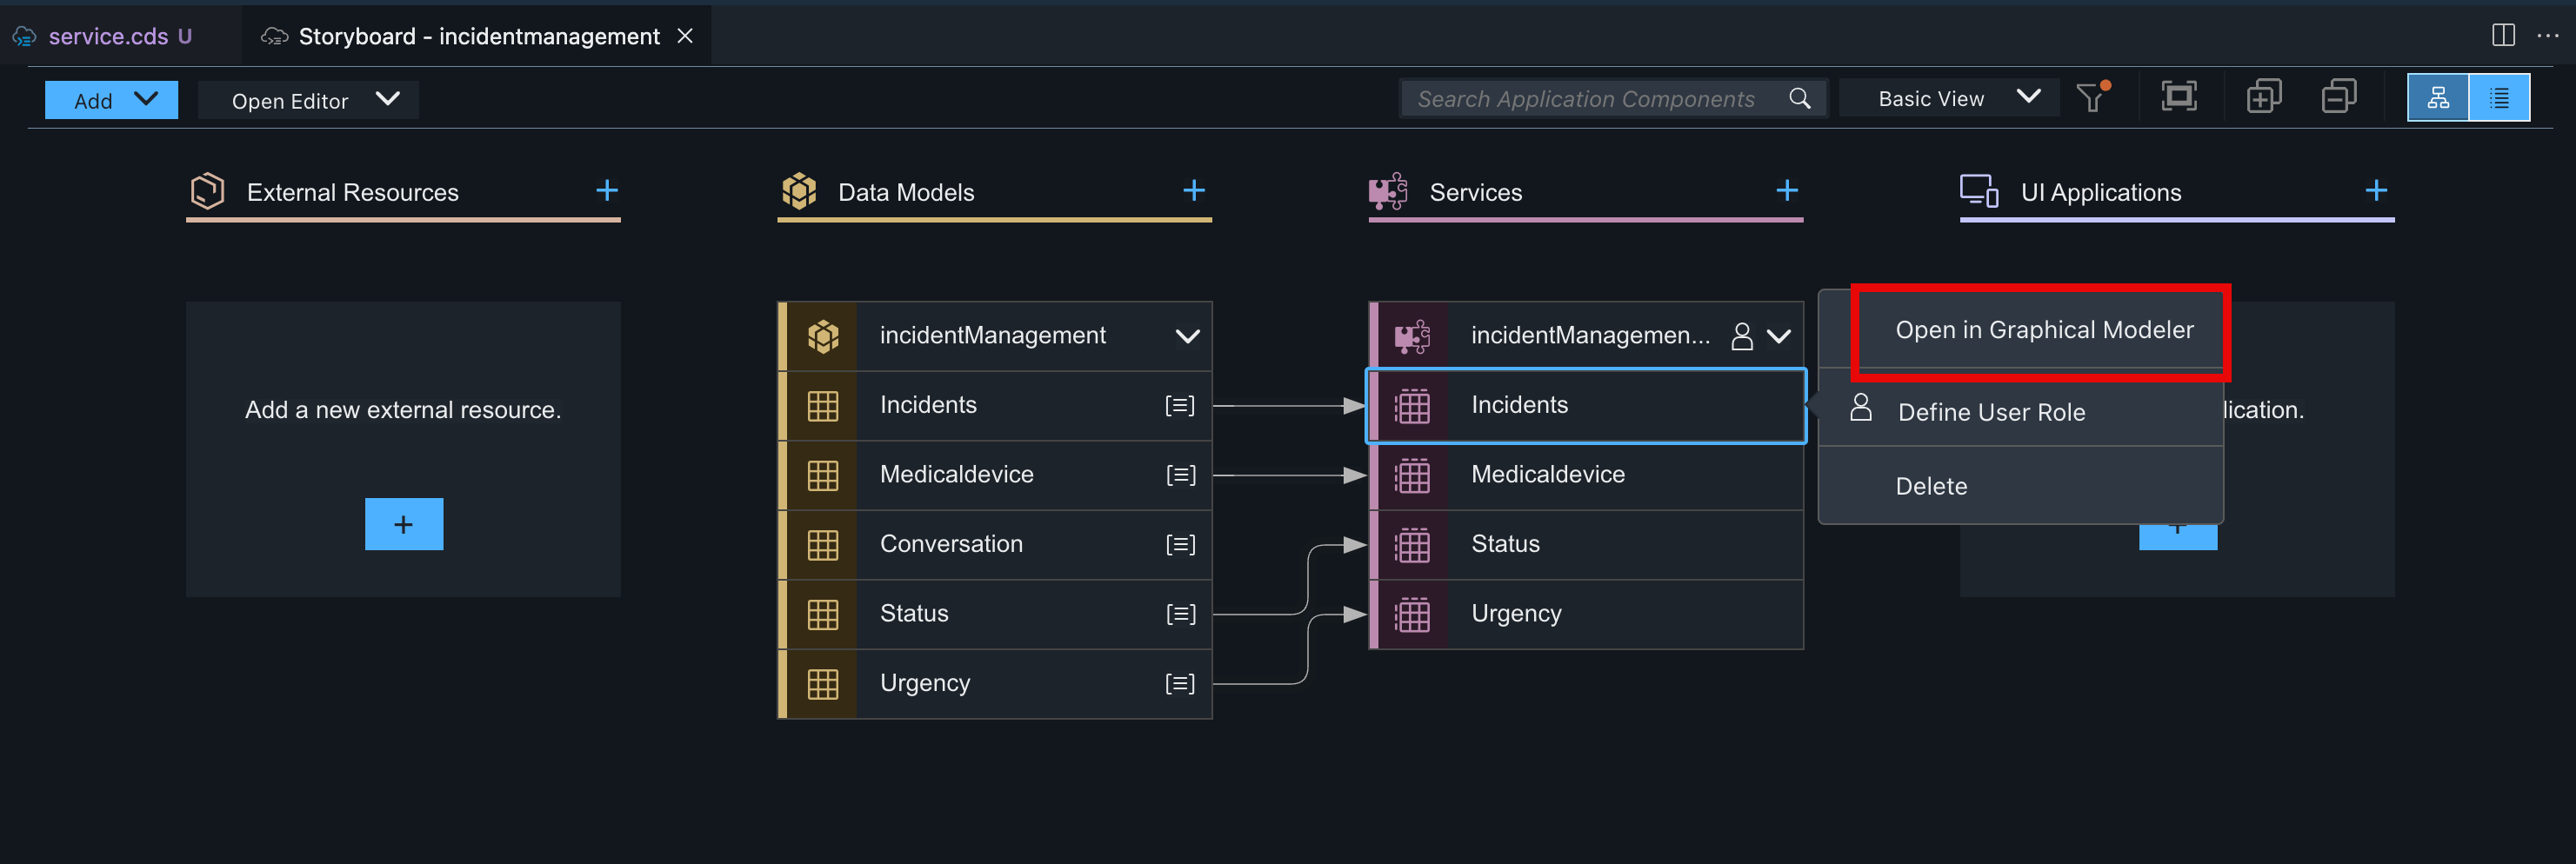 service.cds U
Storyboard - incidentmanagement
Add
Open Editor
Search Application Components
Basic View
External Resources
Data Models
Services
UI Applications
Add a new external resource.
incidentManagement
Incidents
Medicaldevice
Conversation
Status
Urgency
incidentManagemen...
Incidents
Medicaldevice
Status
Urgency
Open in Graphical Modeler
Define User Role
Delete
lication.